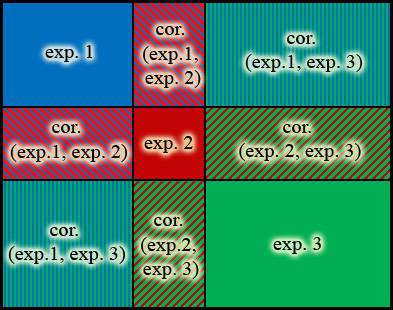 exp. 1
cor.
(exp.1,
exp. 2)
cor.
(exp.1, exp. 3)
cor.
(exp.1, exp. 2)
exp. 2
cor.
(exp. 2, exp. 3)
cor.
(exp.1, exp. 3)
cor.
(exp.2,
exp. 3)
exp. 3